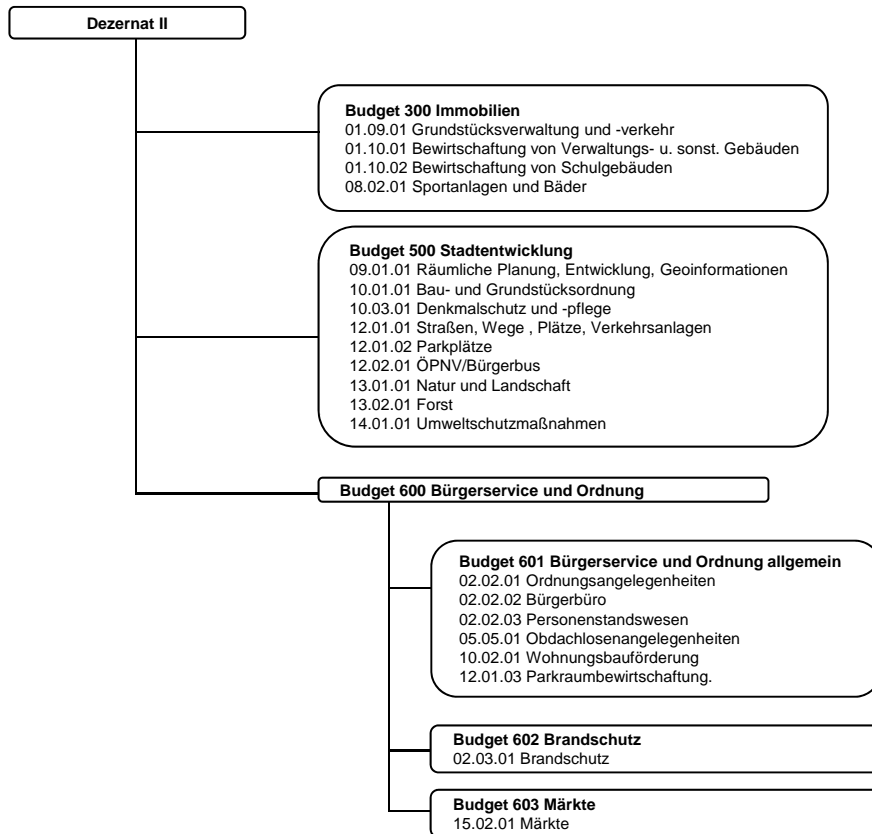 Dezernat II
Budget 300 Immobilien
01.09.01 Grundstücksverwaltung und -verkehr
01.10.01 Bewirtschaftung von Verwaltungs- u. sonst. Gebäuden
01.10.02 Bewirtschaftung von Schulgebäuden
08.02.01 Sportanlagen und Bäder
Budget 500 Stadtentwicklung
09.01.01 Räumliche Planung, Entwicklung, Geoinformationen
10.01.01 Bau- und Grundstücksordnung
10.03.01 Denkmalschutz und -pflege
12.01.01 Straßen, Wege , Plätze, Verkehrsanlagen
12.01.02 Parkplätze
12.02.01 ÖPNV/Bürgerbus
13.01.01 Natur und Landschaft
13.02.01 Forst
14.01.01 Umweltschutzmaßnahmen
Budget 600 Bürgerservice und Ordnung
Budget 601 Bürgerservice und Ordnung allgemein
02.02.01 Ordnungsangelegenheiten
02.02.02 Bürgerbüro
02.02.03 Personenstandswesen
05.05.01 Obdachlosenangelegenheiten
10.02.01 Wohnungsbauförderung
12.01.03 Parkraumbewirtschaftung.
Budget 602 Brandschutz
02.03.01 Brandschutz
Budget 603 Märkte
15.02.01 Märkte